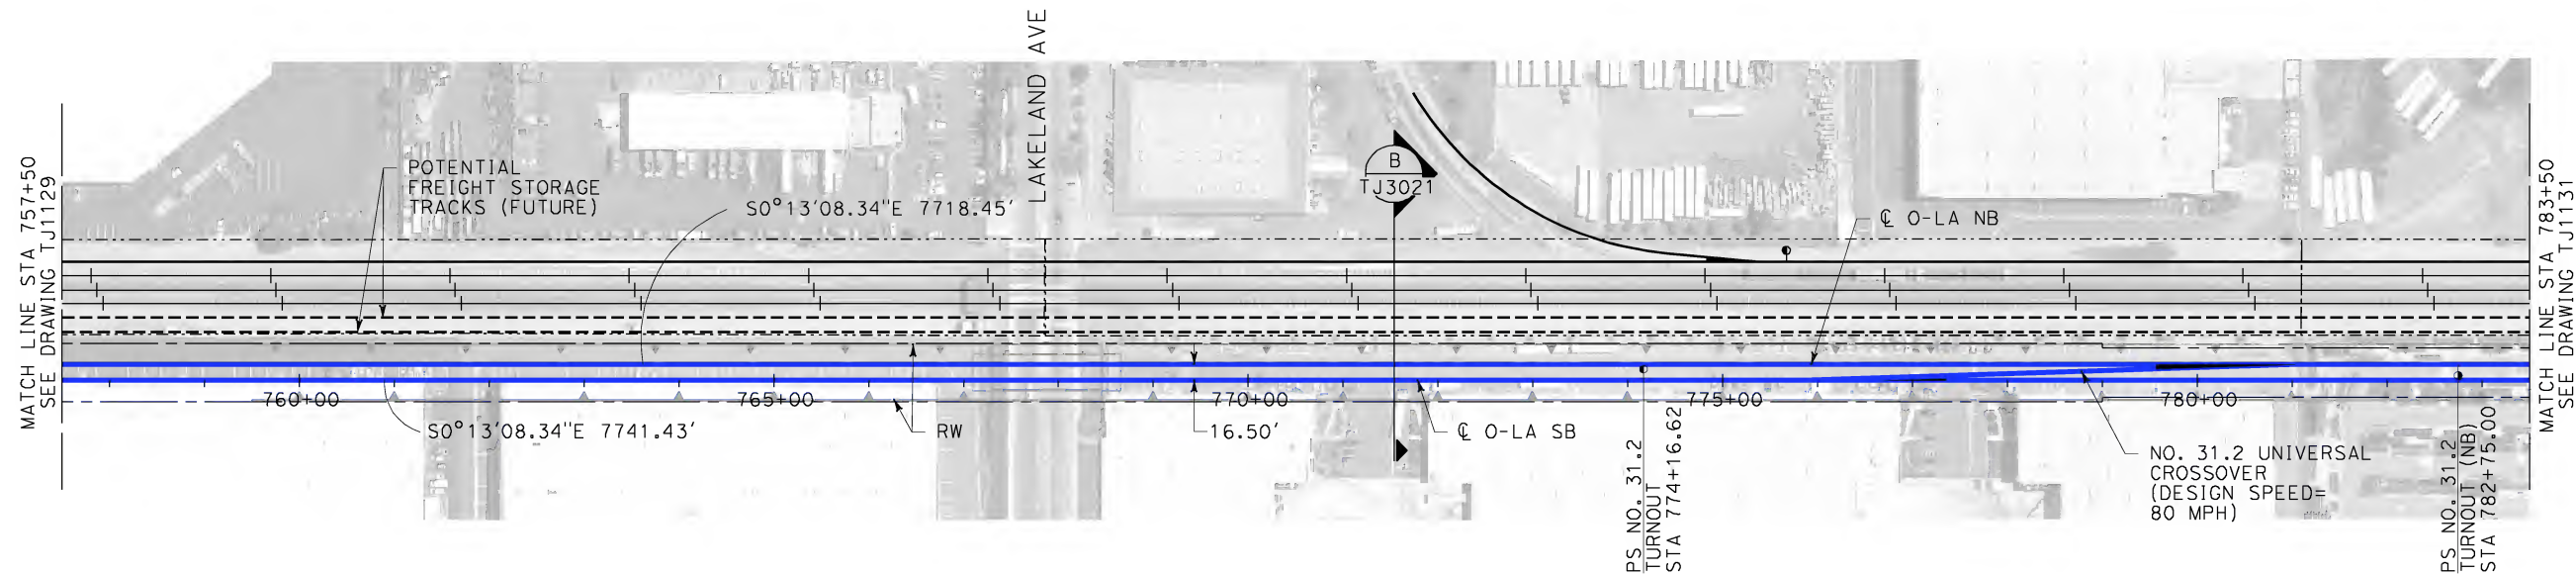 MATCH LINE STA 757+50
SEE DRAWING TJ1129
POTENTIAL
FREIGHT STORAGE
TRACKS (FUTURE)
S0°13'08.34"E 7718.45'
LAKELAND AVE
B
TJ3021
℄ O-LA NB
MATCH LINE STA 783+50
SEE DRAWING TJ1131
760+00
765+00
770+00
775+00
780+00
S0°13'08.34"E 7741.43'
RW
16.50'
℄ O-LA SB
PS NO. 31.2
TURNOUT
STA 774+16.62
NO. 31.2 UNIVERSAL
CROSSOVER
(DESIGN SPEED=
80 MPH)
PS NO. 31.2
TURNOUT (NB)
STA 782+75.00